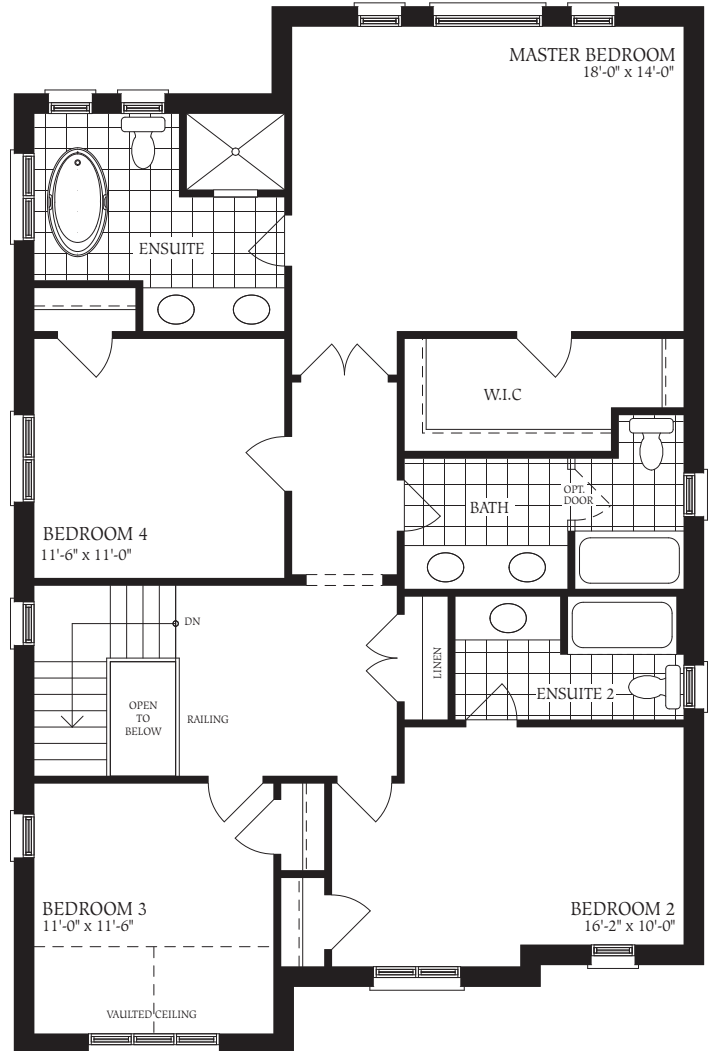 MASTER BEDROOM
18'-0" x 14'-0"
ENSUITE
W.I.C
OPT.
DOOR
BATH
BEDROOM 4
11'-6" x 11'-0"
DN
LINEN
ENSUITE 2
OPEN
TO
BELOW
RAILING
BEDROOM 3
11'-0" x 11'-6"
BEDROOM 2
16'-2" x 10'-0"
VAULTED CEILING